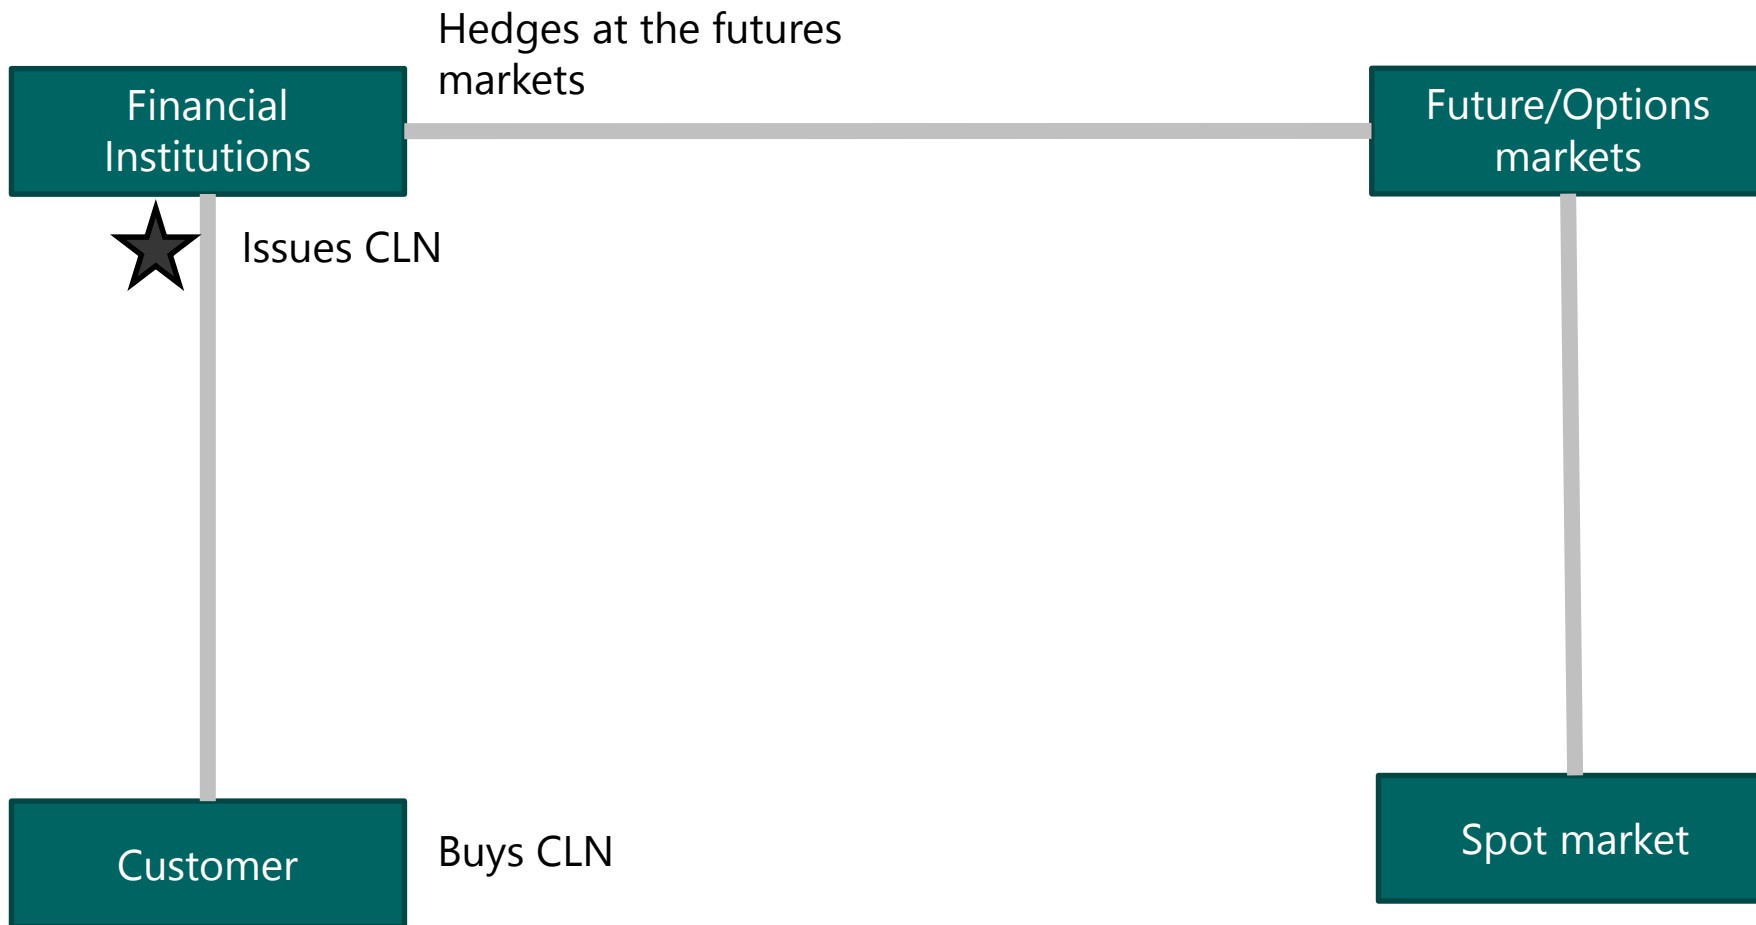 Hedges at the futures
markets
Financial
Institutions
Future/Options
markets
Issues CLN
Customer
Buys CLN
Spot market